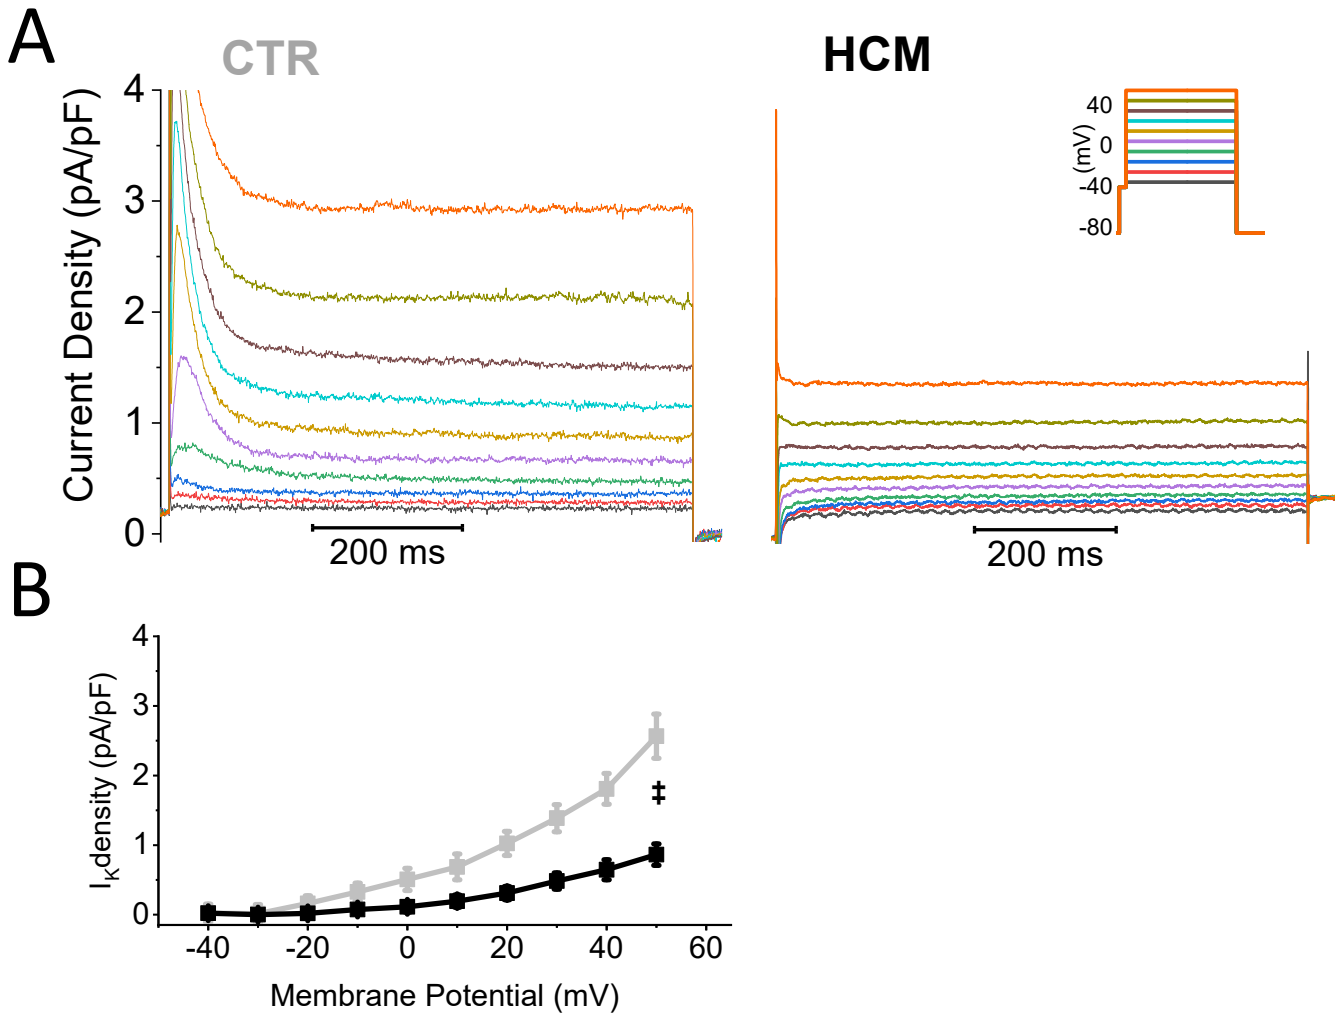 A
CTR
HCM
Current Density (pA/pF)
4
3
2
1
0
200 ms
200 ms
(mV)
40
0
-40
-80
B
I_K density (pA/pF)
4
3
2
1
0
‡
-40 -20 0 20 40 60
Membrane Potential (mV)